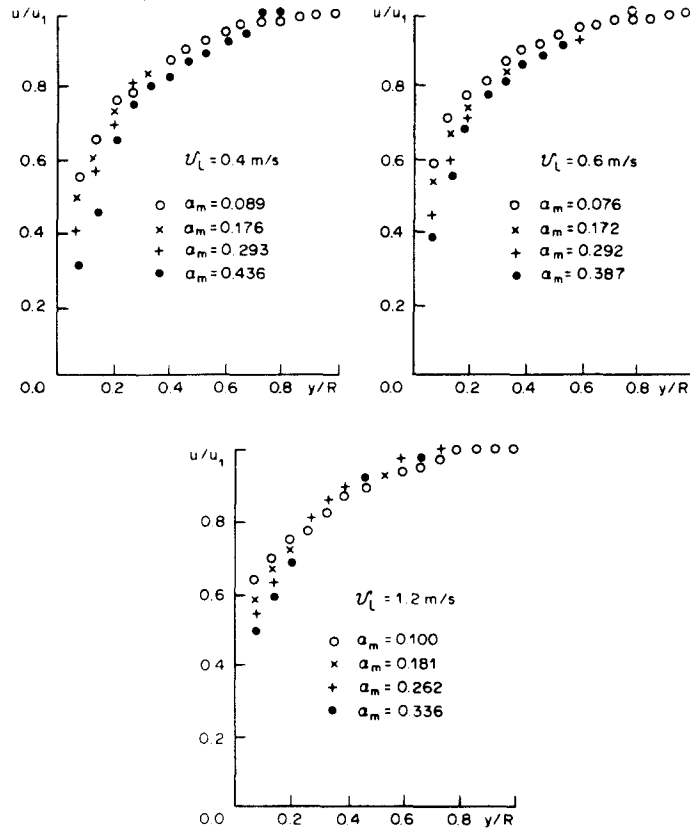 u/u₁
0.8
0.6
0.4
0.2
0.0
0.2
0.4
0.6
0.8
y/R
𝒱_L = 0.4 m/s
○ α_m = 0.089
× α_m = 0.176
+ α_m = 0.293
● α_m = 0.436
u/u₁
0.8
0.6
0.4
0.2
0.0
0.2
0.4
0.6
0.8
y/R
𝒱_L = 0.6 m/s
○ α_m = 0.076
× α_m = 0.172
+ α_m = 0.292
● α_m = 0.387
u/u₁
0.8
0.6
0.4
0.2
0.0
0.2
0.4
0.6
0.8
y/R
𝒱_L = 1.2 m/s
○ α_m = 0.100
× α_m = 0.181
+ α_m = 0.262
● α_m = 0.336